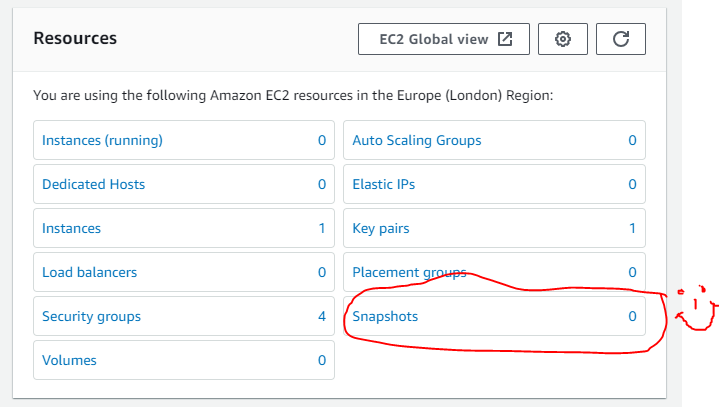 Resources
EC2 Global view
You are using the following Amazon EC2 resources in the Europe (London) Region:
Instances (running) 0
Auto Scaling Groups 0
Dedicated Hosts 0
Elastic IPs 0
Instances 1
Key pairs 1
Load balancers 0
Placement groups 0
Security groups 4
Snapshots 0
Volumes 0